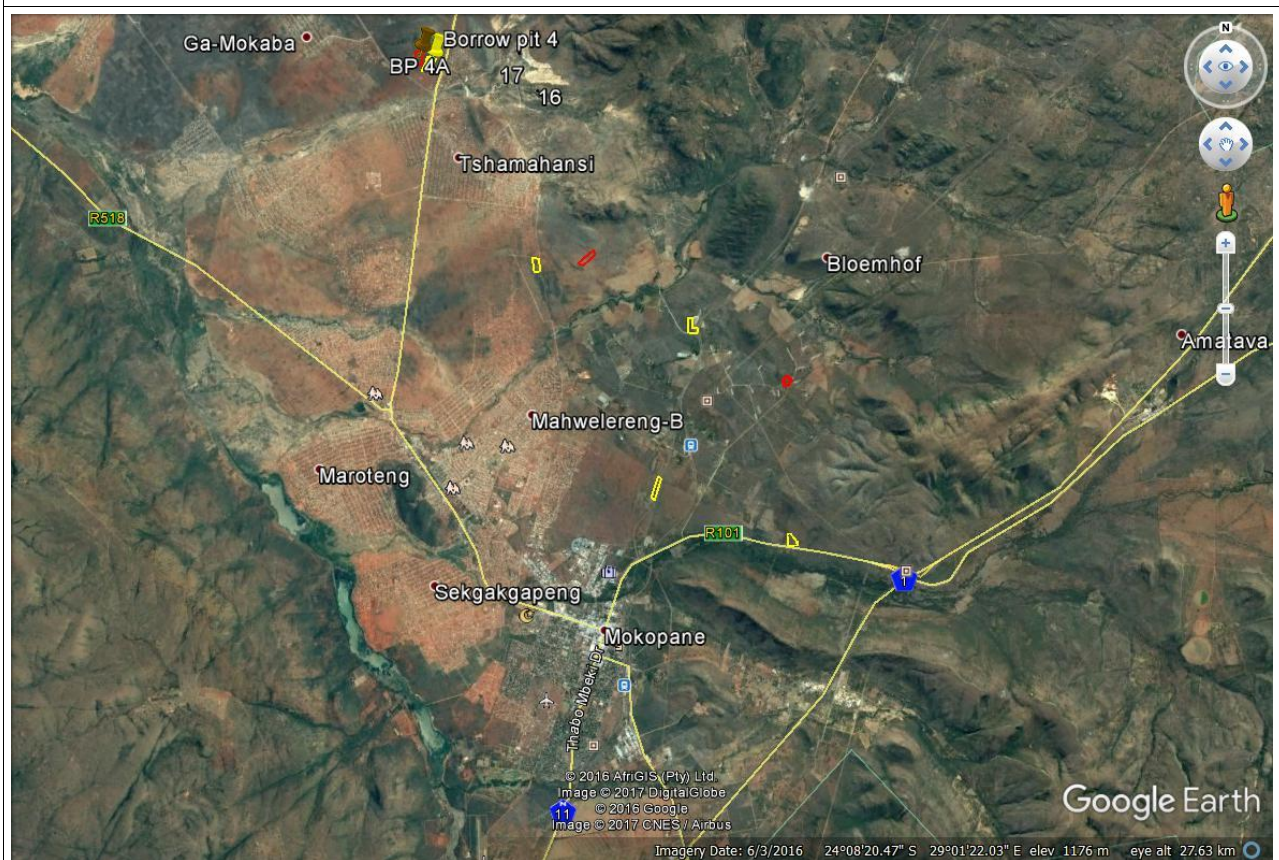 N
Ga-Mokaba
Borrow pit 4
BP 4A
17
16
Tshamahansi
R518
Bloemhof
Amatava
Mahwelereng-B
Maroteng
R101
1
Sekgakgapeng
Mokopane
Thabo Mbeki Dr
11
© 2016 AfriGIS (Pty) Ltd.
Image © 2017 DigitalGlobe
© 2016 Google
Image © 2017 CNES / Airbus
Google Earth
Imagery Date: 6/3/2016 24°08'20.47" S 29°01'22.03" E elev 1176 m eye alt 27.63 km